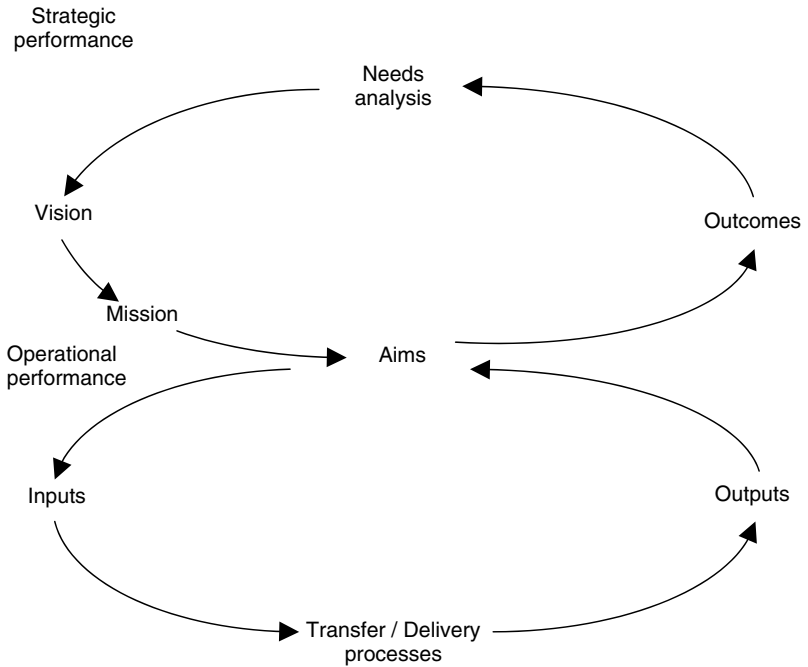 Strategic
performance
Needs
analysis
Vision
Outcomes
Mission
Operational
performance
Aims
Inputs
Outputs
Transfer / Delivery
processes